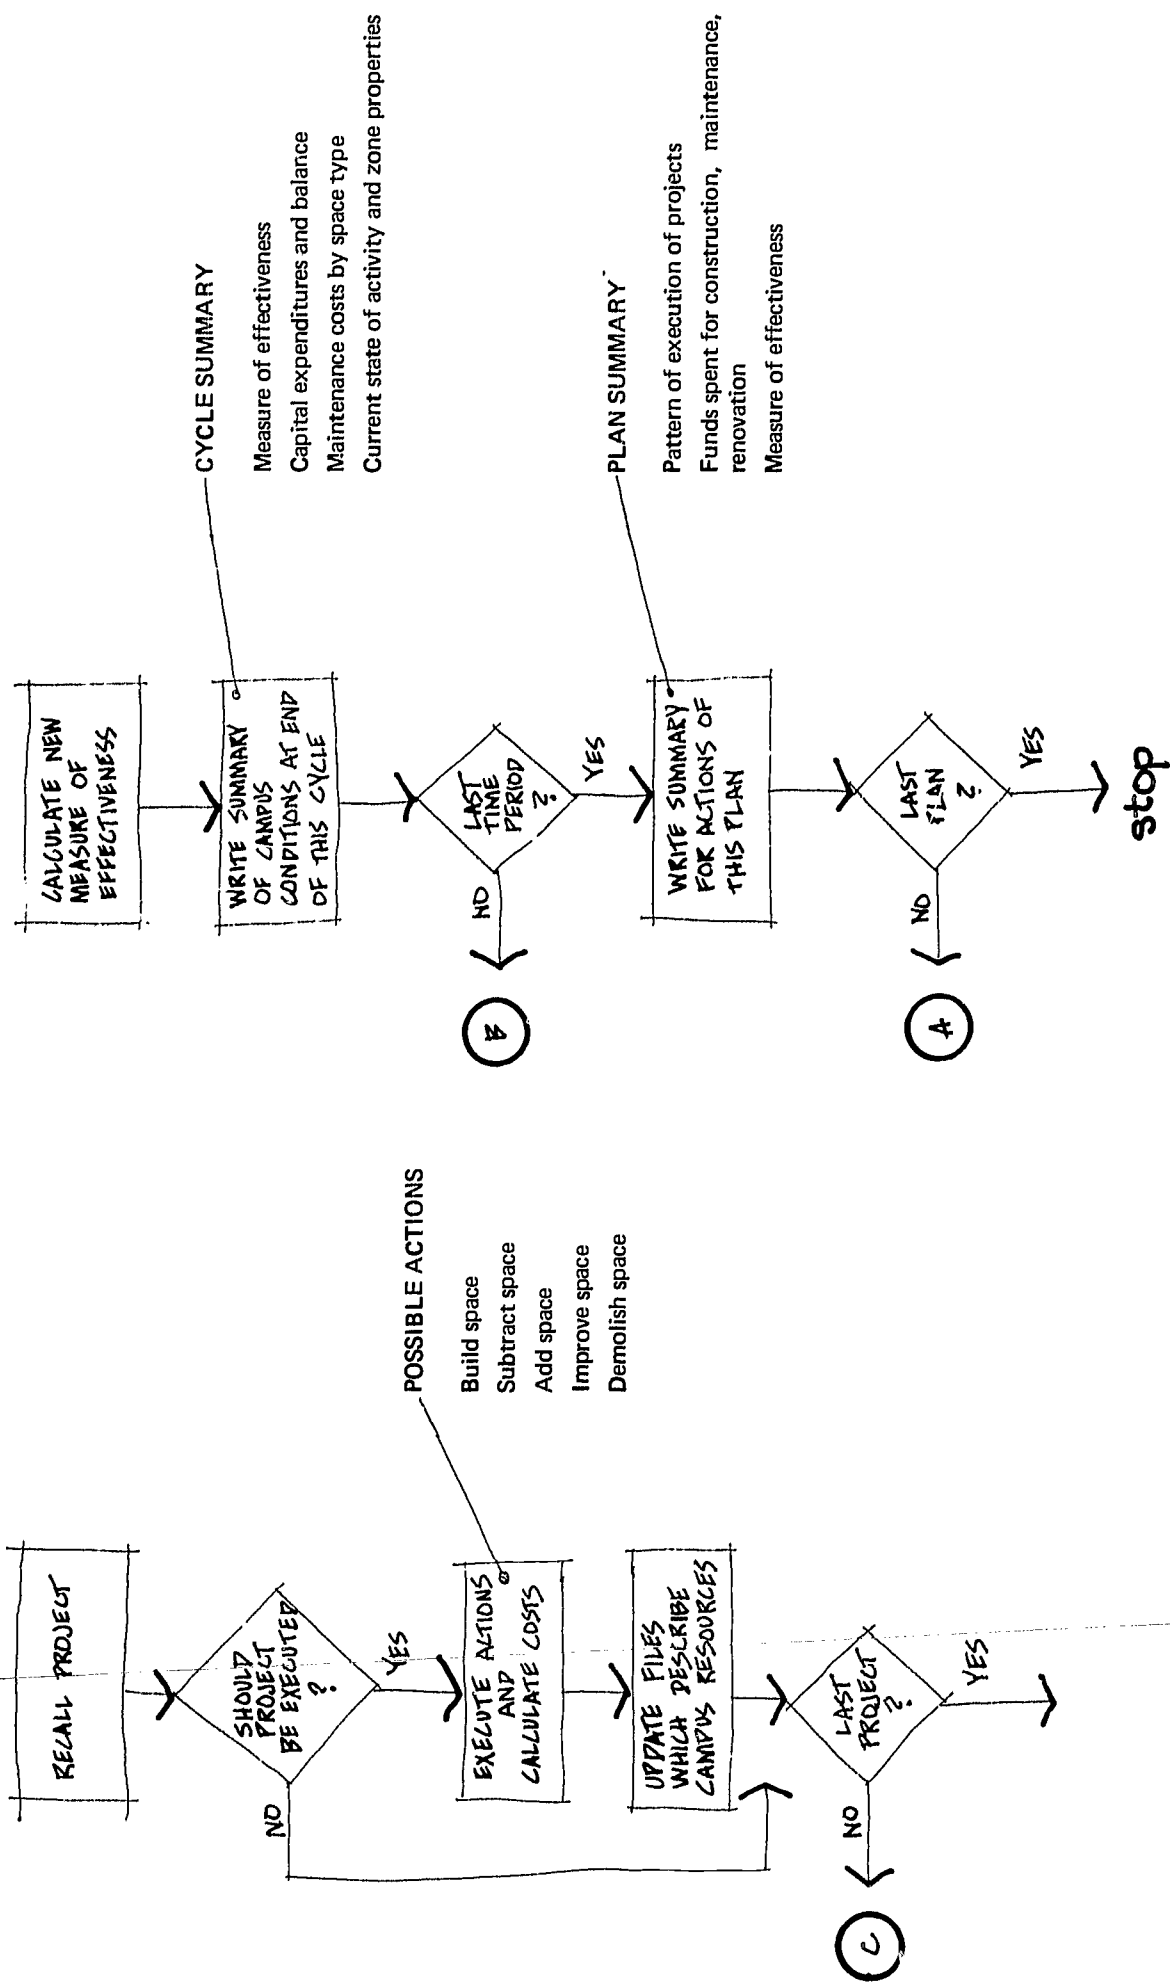 RECALL PROJECT
SHOULD
PROJECT
BE EXECUTED
?
NO
YES
EXECUTE ACTIONS
AND
CALCULATE COSTS
POSSIBLE ACTIONS
Build space
Subtract space
Add space
Improve space
Demolish space
UPDATE FILES
WHICH DESCRIBE
CAMPUS RESOURCES
LAST
PROJECT
?
NO
YES
C
CALCULATE NEW
MEASURE OF
EFFECTIVENESS
WRITE SUMMARY
OF CAMPUS
CONDITIONS AT END
OF THIS CYCLE
CYCLE SUMMARY
Measure of effectiveness
Capital expenditures and balance
Maintenance costs by space type
Current state of activity and zone properties
LAST
TIME
PERIOD
?
NO
YES
B
WRITE SUMMARY
FOR ACTIONS OF
THIS PLAN
PLAN SUMMARY
Pattern of execution of projects
Funds spent for construction, maintenance,
renovation
Measure of effectiveness
LAST
PLAN
?
NO
YES
A
stop